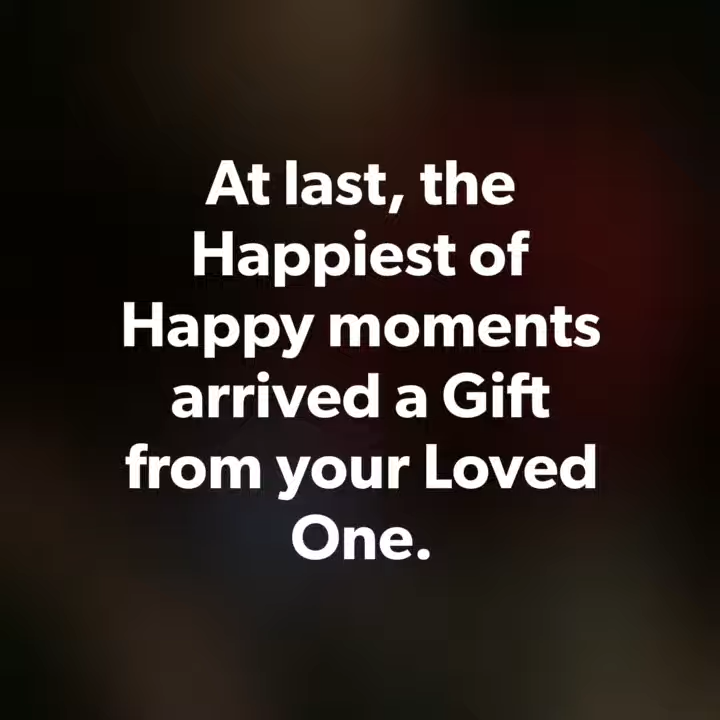 At last, the
Happiest of
Happy moments
arrived a Gift
from your Loved
One.